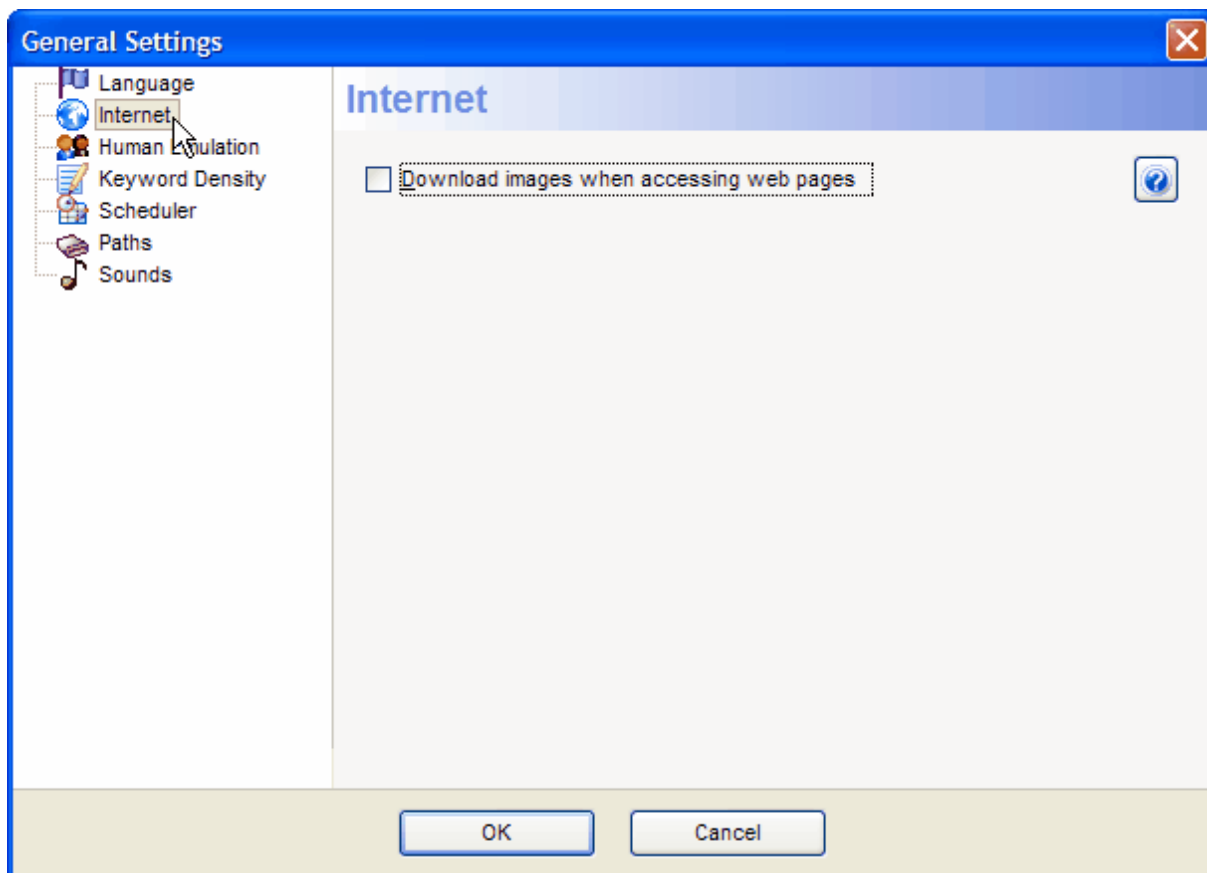 General Settings
Language
Internet
Human Emulation
Keyword Density
Scheduler
Paths
Sounds
Internet
Download images when accessing web pages
OK
Cancel